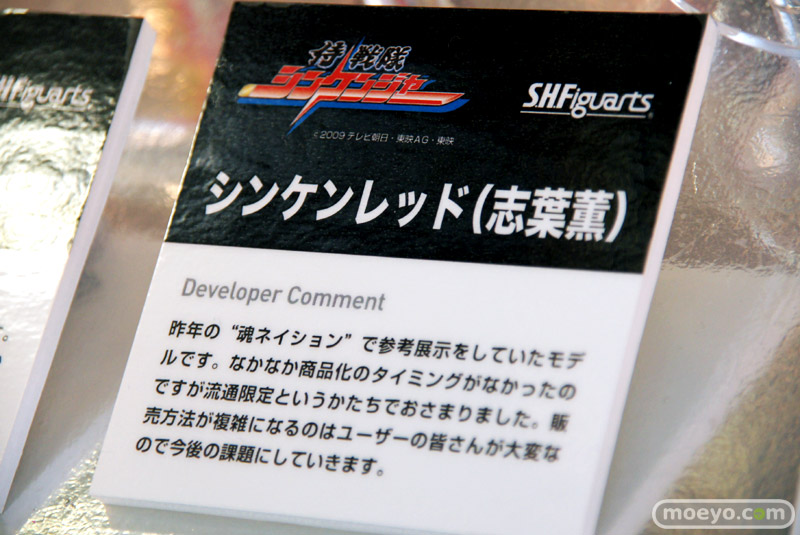 侍戦隊
シンケンジャー
S.H.Figuarts
©2009 テレビ朝日・東映AG・東映
シンケンレッド(志葉薫)
Developer Comment
昨年の“魂ネイション”で参考展示をしていたモデ
ルです。なかなか商品化のタイミングがなかったの
ですが流通限定というかたちでおさまりました。販
売方法が複雑になるのはユーザーの皆さんが大変な
ので今後の課題にしていきます。
Figuarts
moeyo.com